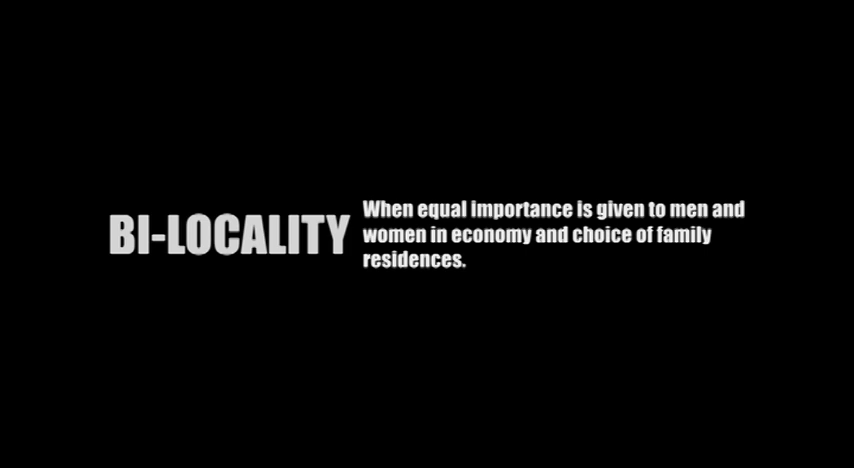 BI-LOCALITY
When equal importance is given to men and
women in economy and choice of family
residences.